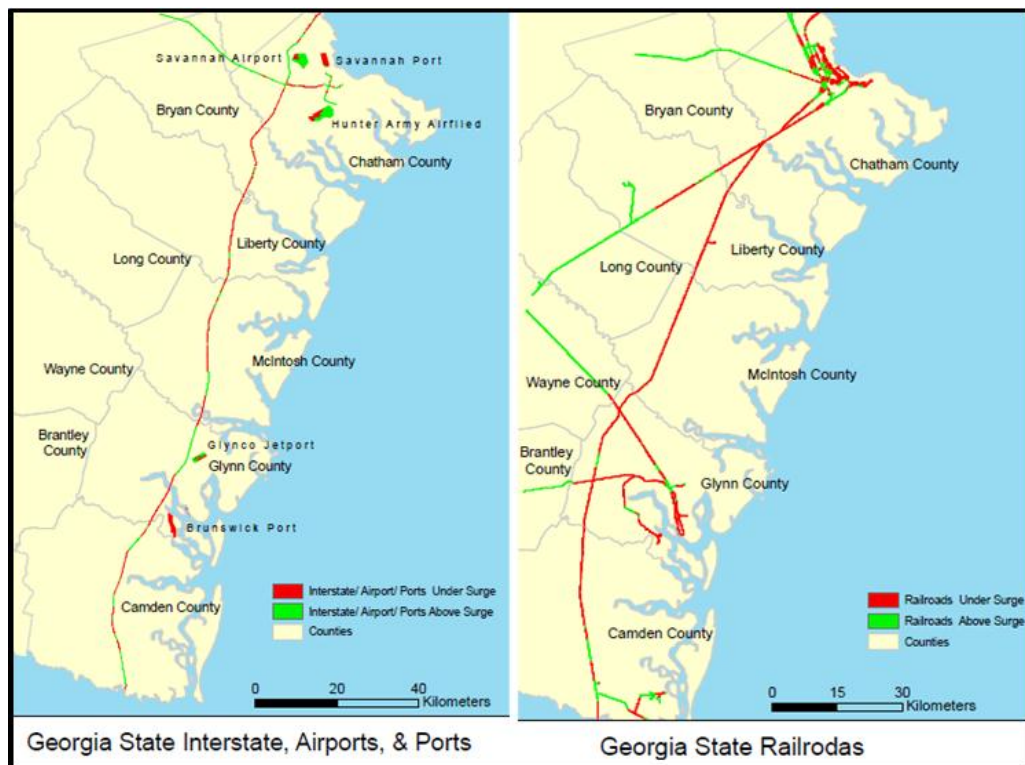 Savannah Airport
Savannah Port
Bryan County
Hunter Army Airfiled
Chatham County
Liberty County
Long County
McIntosh County
Wayne County
Brantley
County
Glynco Jetport
Glynn County
Brunswick Port
Camden County
Interstate/ Airport/ Ports Under Surge
Interstate/ Airport/ Ports Above Surge
Counties
0 20 40
Kilometers
Georgia State Interstate, Airports, & Ports
Bryan County
Chatham County
Liberty County
Long County
McIntosh County
Wayne County
Brantley
County
Glynn County
Camden County
Railroads Under Surge
Railroads Above Surge
Counties
0 15 30
Kilometers
Georgia State Railrodas